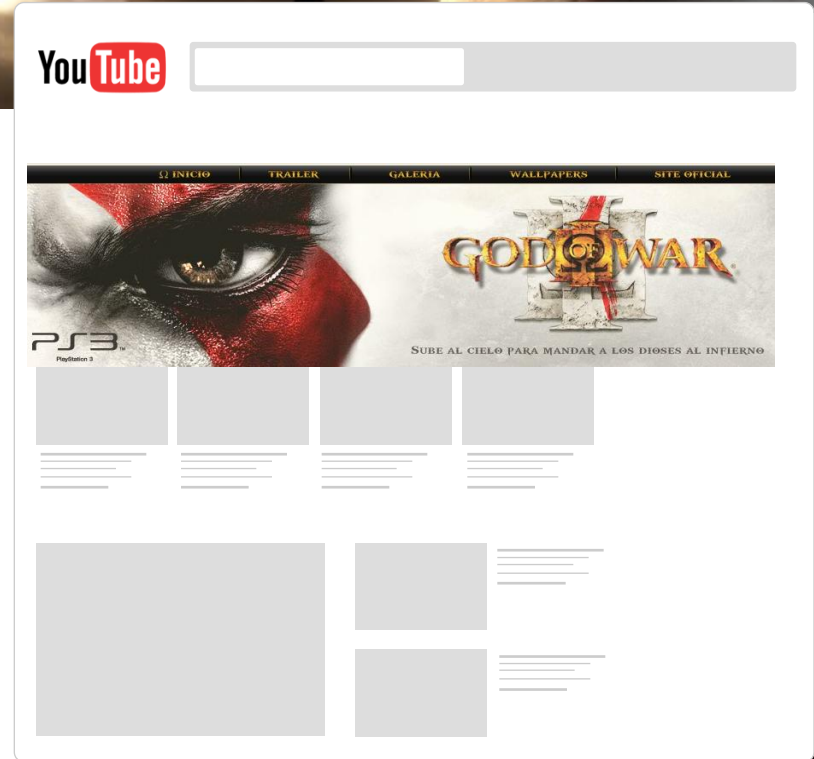 YouTube
Ω INICIO TRAILER GALERIA WALLPAPERS SITE OFICIAL
GOD OF WAR
III
PS3™
PlayStation 3
SUBE AL CIELO PARA MANDAR A LOS DIOSES AL INFIERNO